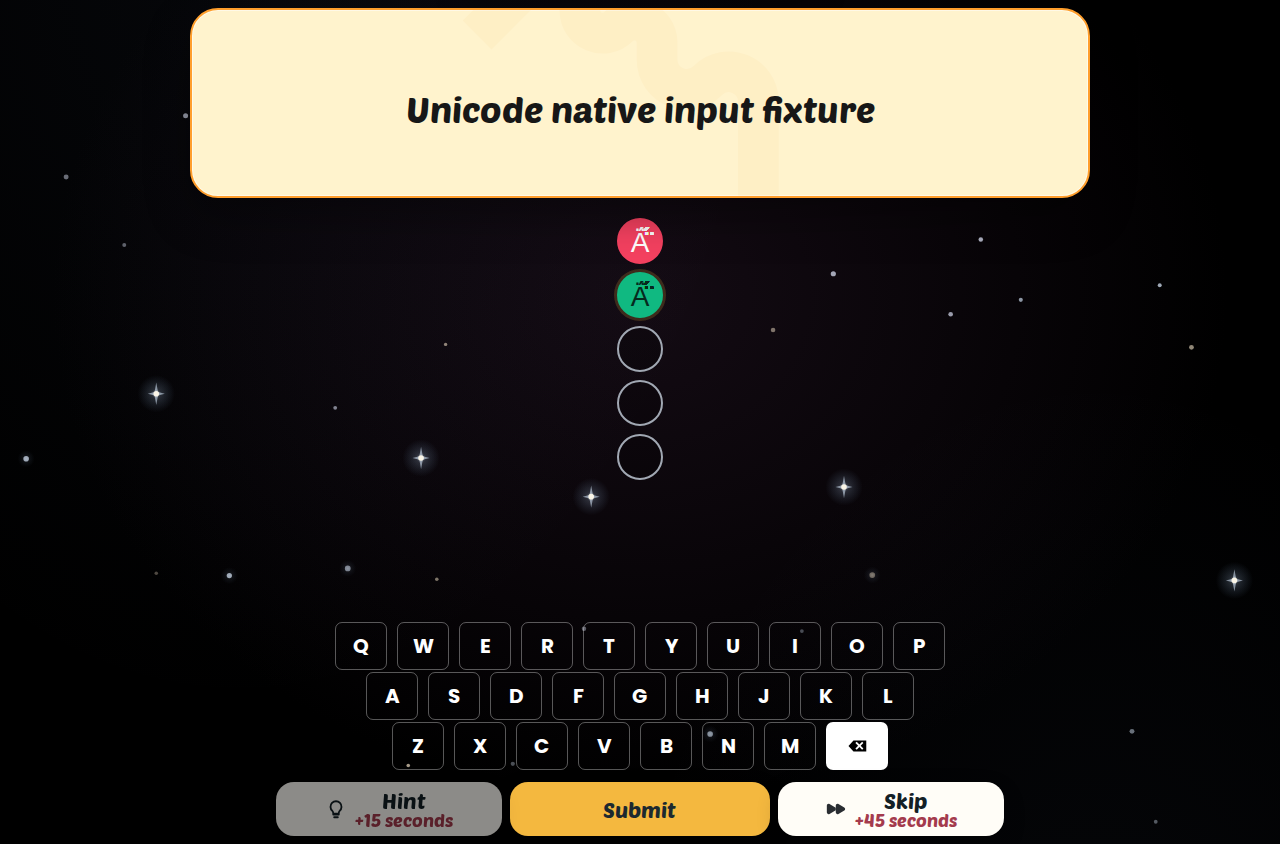 Unicode native input fixture
Q W E R T Y U I O P
A S D F G H J K L
Z X C V B N M
Hint
+15 seconds
Submit
Skip
+45 seconds